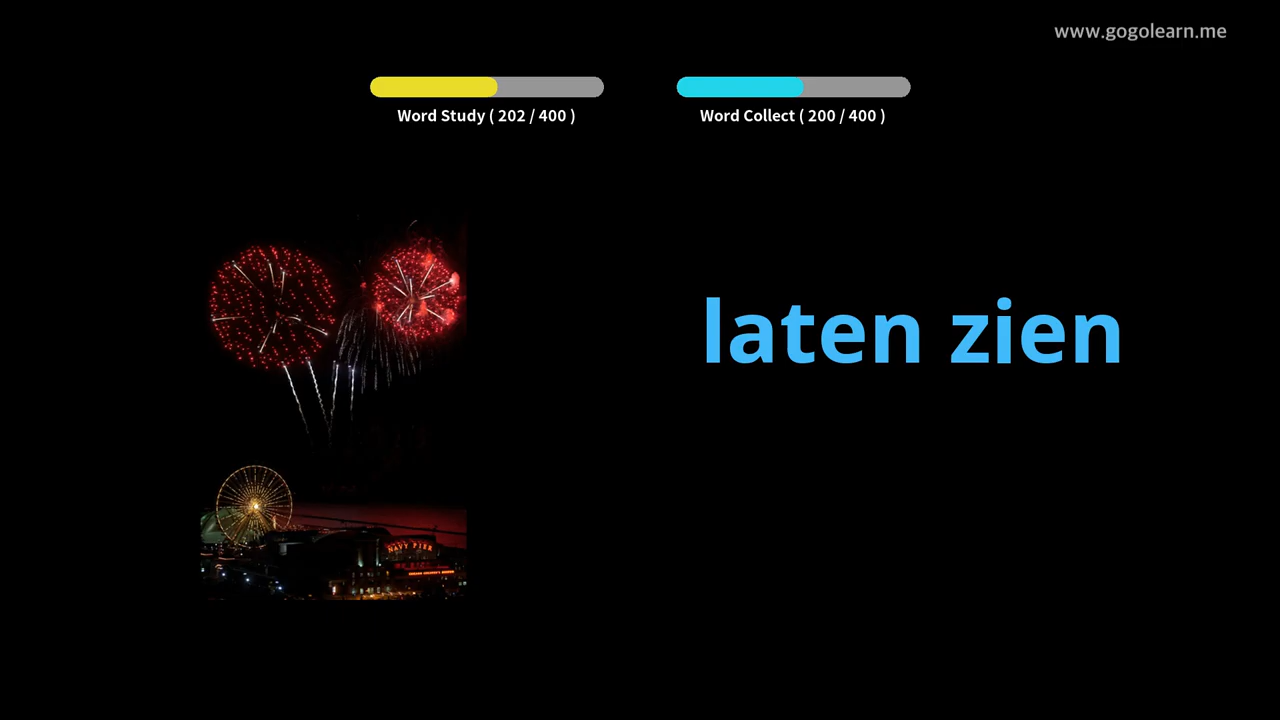 www.gogolearn.me
Word Study ( 202 / 400 )
Word Collect ( 200 / 400 )
laten zien
NAVY PIER